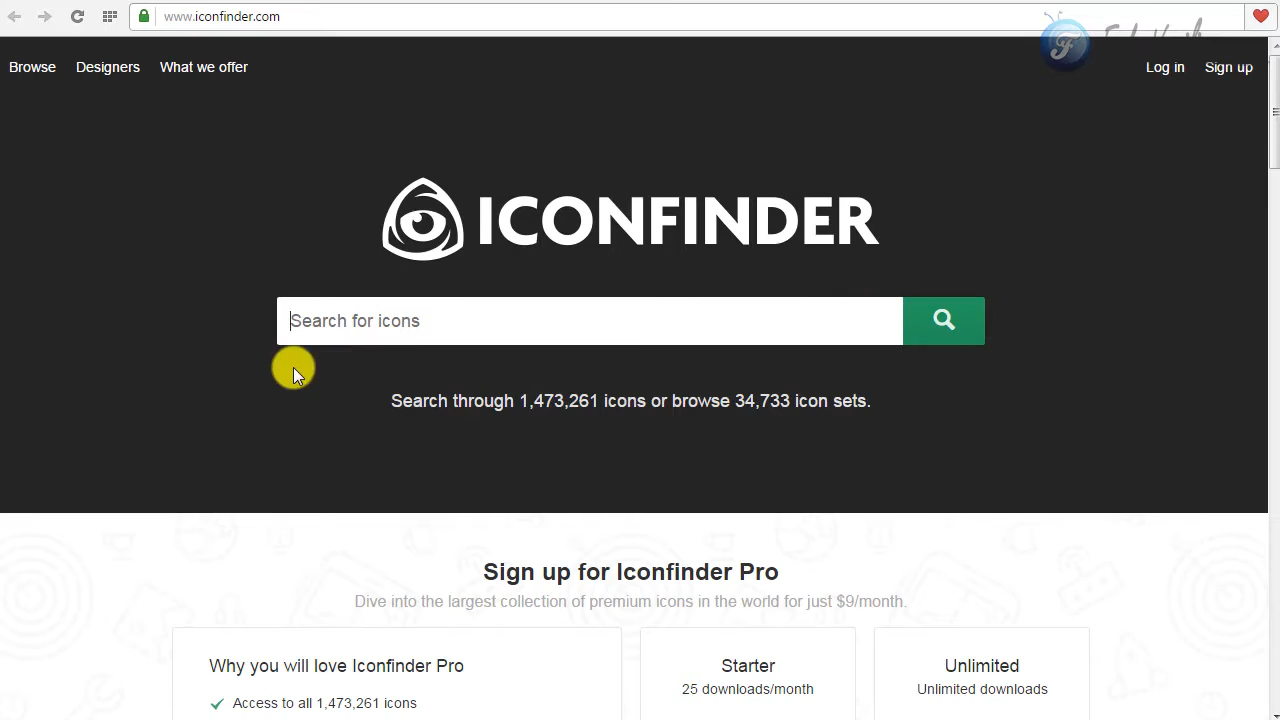 www.iconfinder.com
Browse
Designers
What we offer
Log in
Sign up
ICONFINDER
Search for icons
Search through 1,473,261 icons or browse 34,733 icon sets.
Sign up for Iconfinder Pro
Dive into the largest collection of premium icons in the world for just $9/month.
Why you will love Iconfinder Pro
Access to all 1,473,261 icons
Starter
25 downloads/month
Unlimited
Unlimited downloads